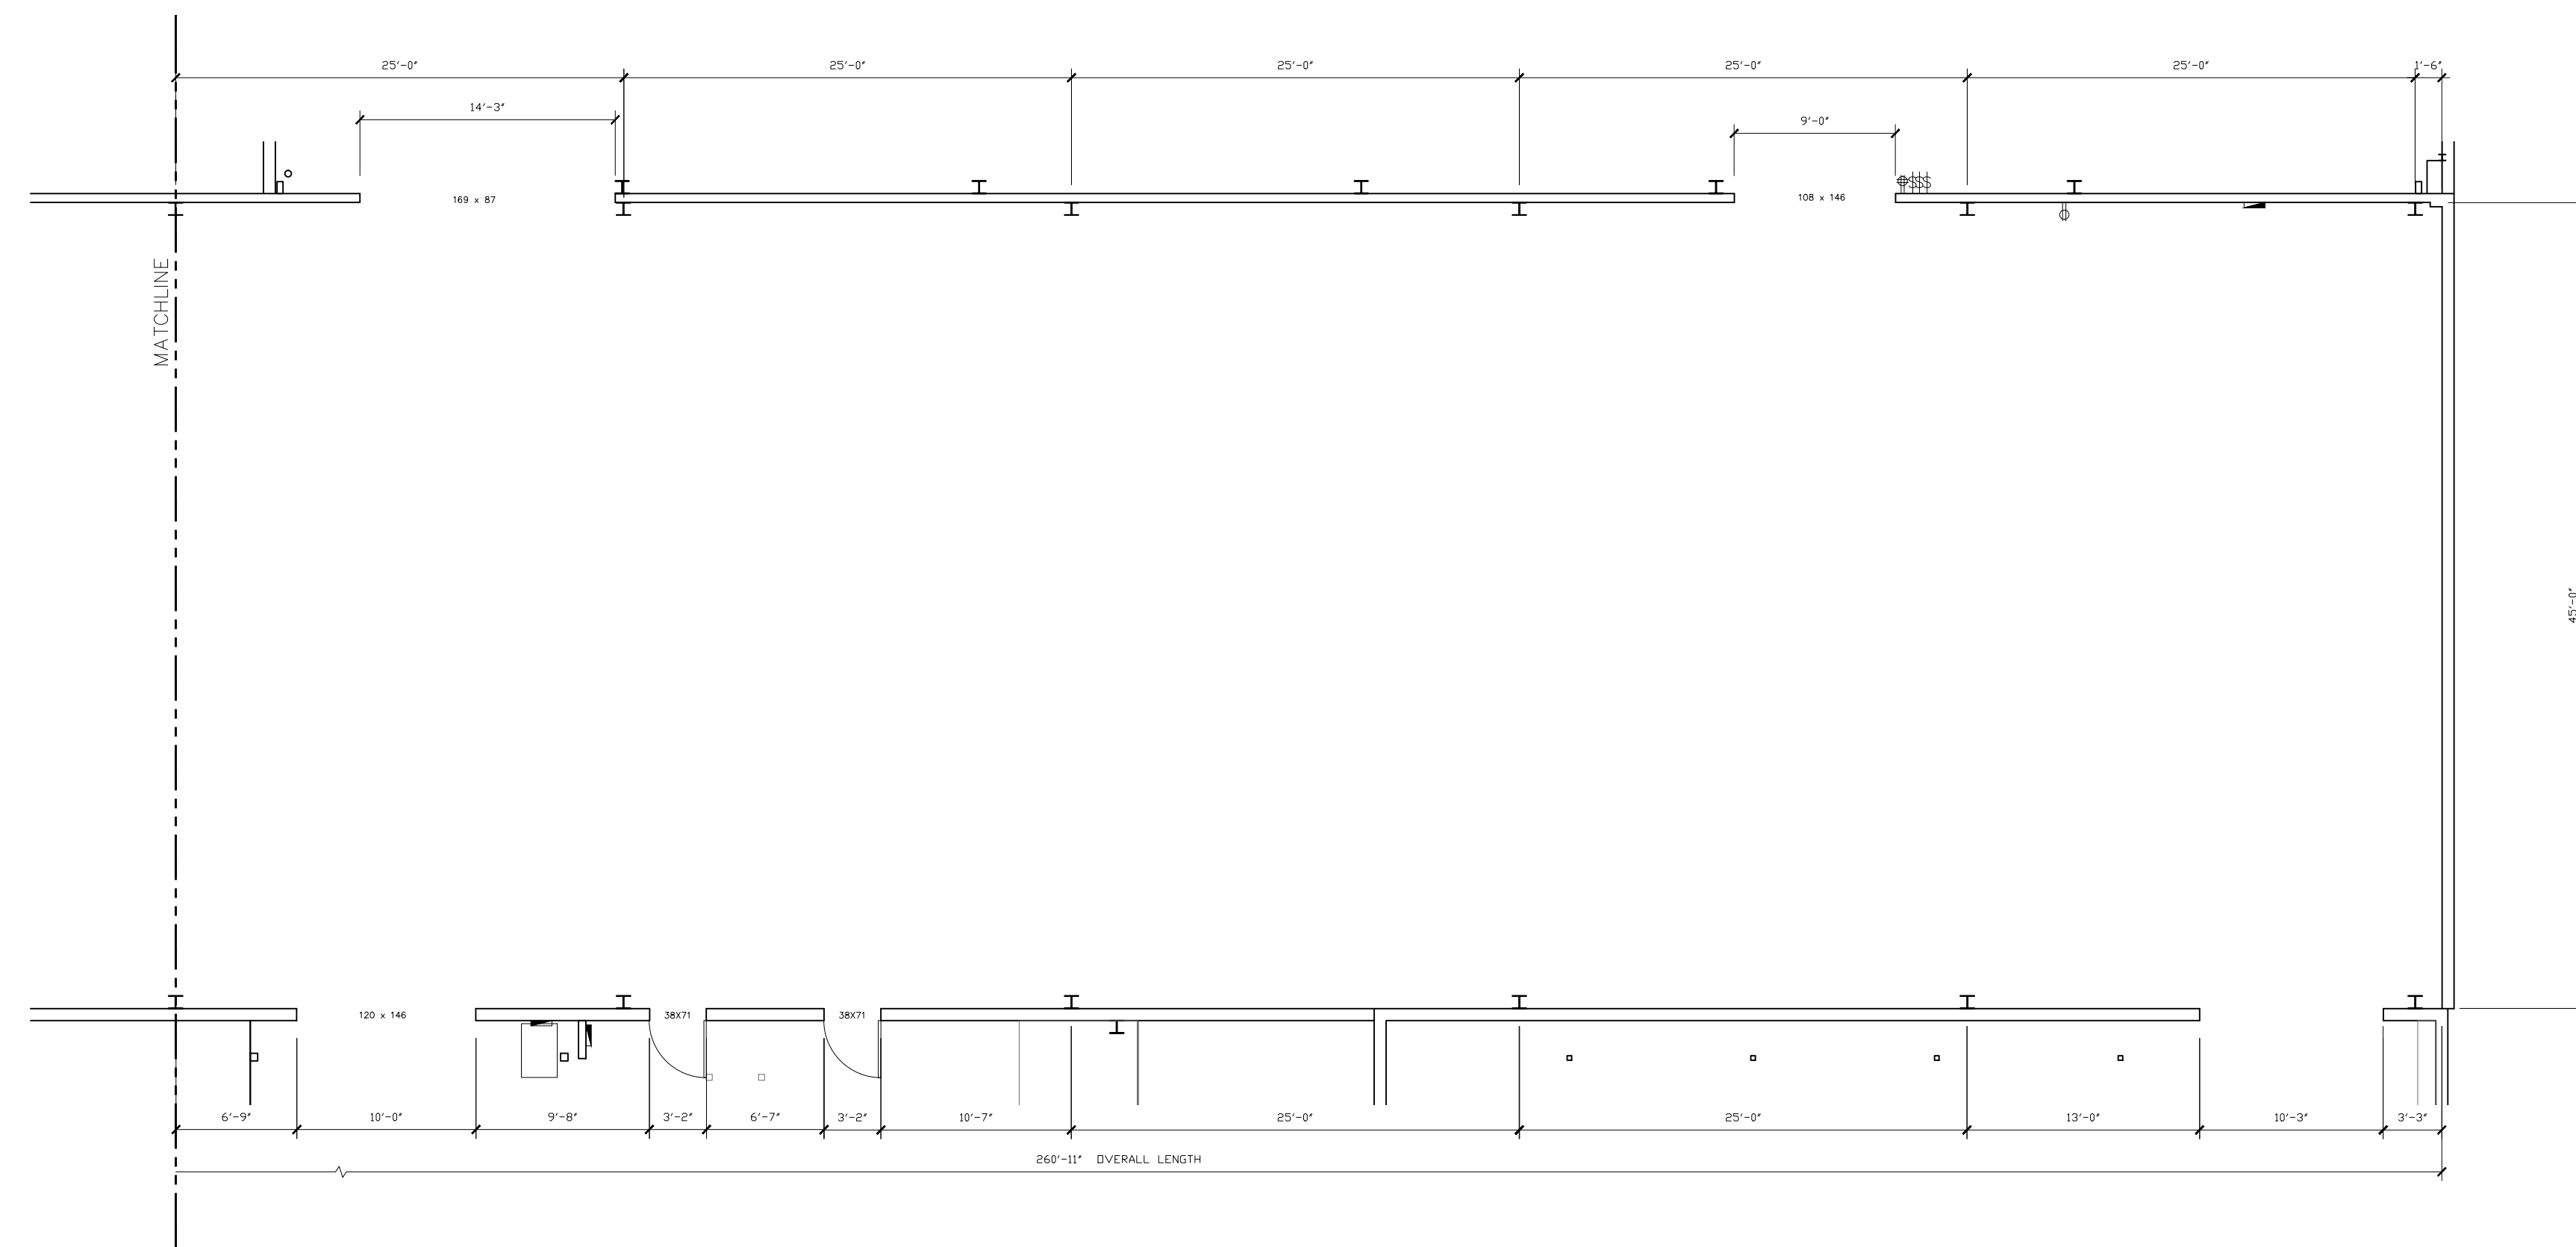 25'-0" 25'-0" 25'-0" 25'-0" 25'-0" 1'-6"
14'-3"
9'-0"
169 x 87
108 x 146
$$$
MATCHLINE
45'-0"
120 x 146
38X71
38X71
6'-9" 10'-0" 9'-8" 3'-2" 6'-7" 3'-2" 10'-7" 25'-0" 25'-0" 13'-0" 10'-3" 3'-3"
260'-11" OVERALL LENGTH